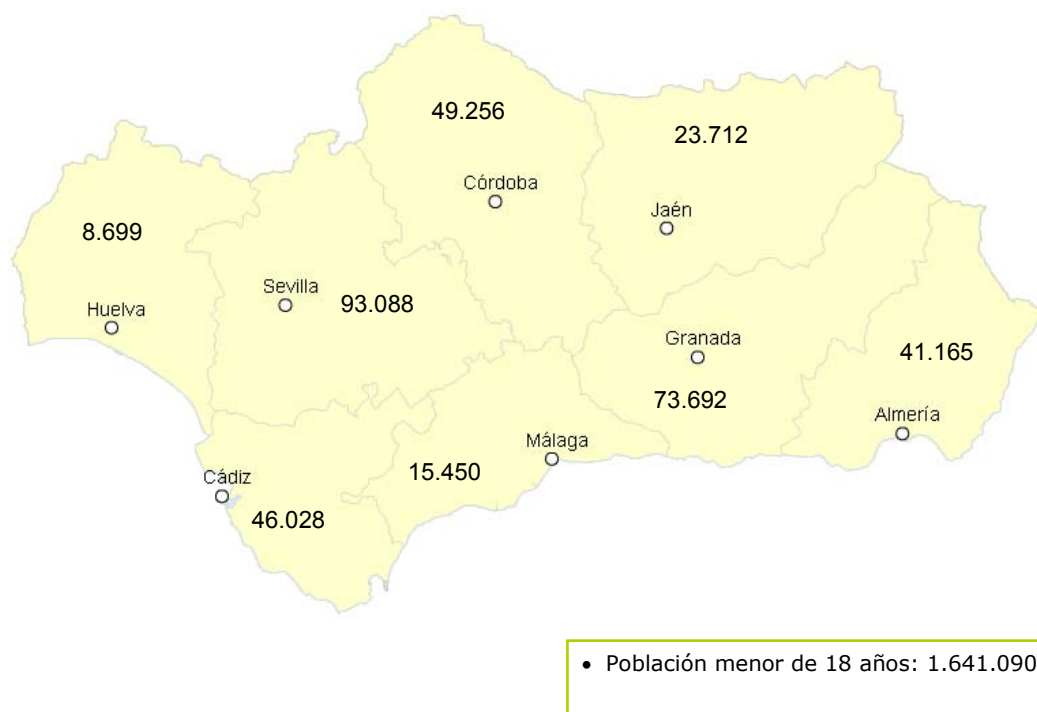 49.256
23.712
Córdoba
Jaén
8.699
Sevilla
93.088
Huelva
Granada
41.165
73.692
Almería
Málaga
15.450
Cádiz
46.028
• Población menor de 18 años: 1.641.090